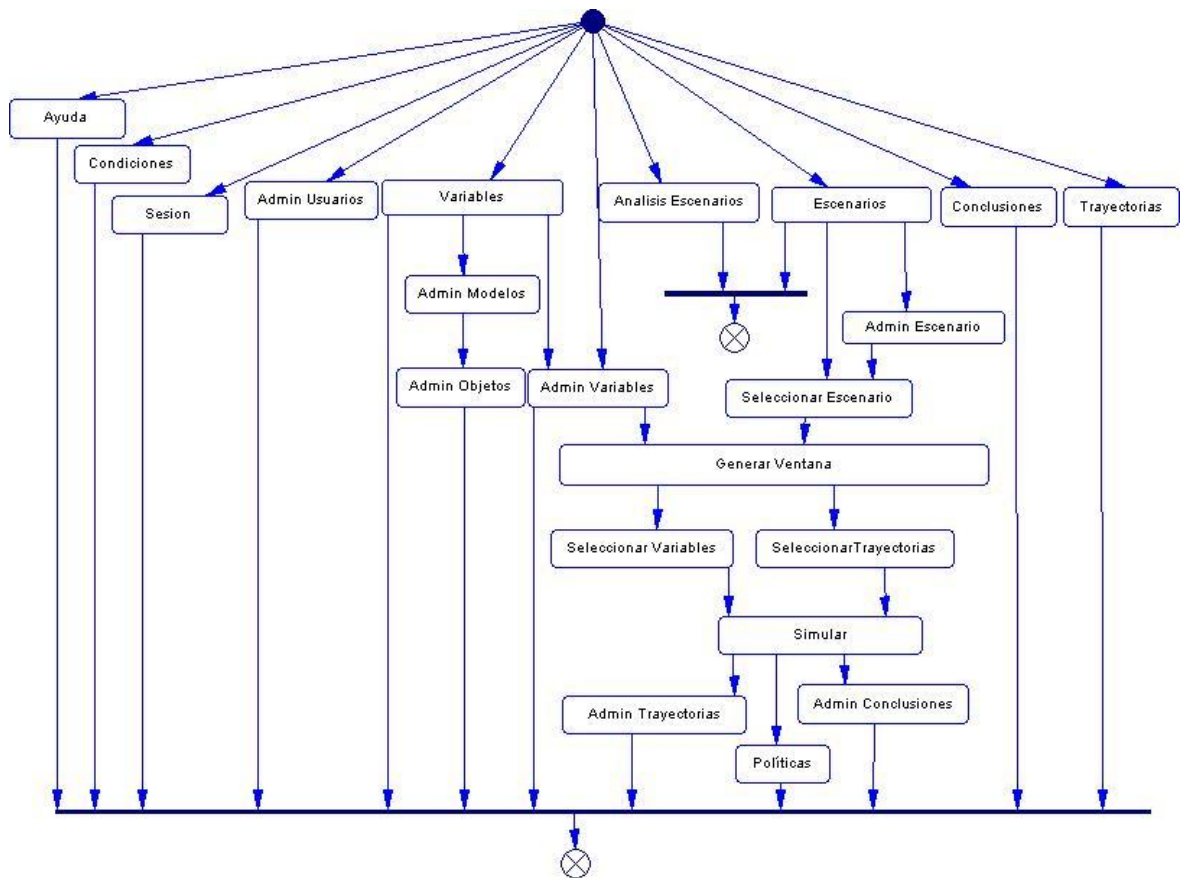 Ayuda
Condiciones
Sesion
Admin Usuarios
Variables
Analisis Escenarios
Escenarios
Conclusiones
Trayectorias
Admin Modelos
Admin Escenario
Admin Objetos
Admin Variables
Seleccionar Escenario
Generar Ventana
Seleccionar Variables
SeleccionarTrayectorias
Simular
Admin Trayectorias
Admin Conclusiones
Políticas